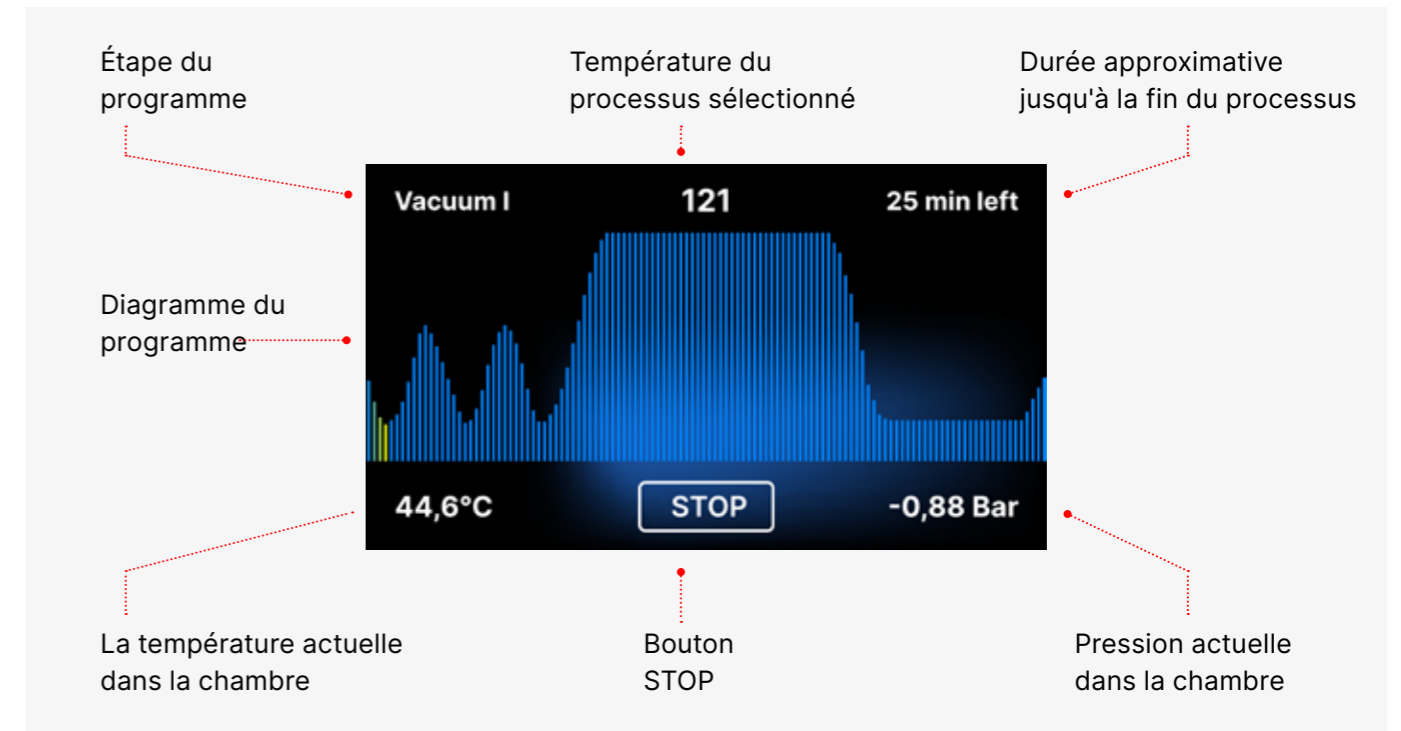 Étape du
programme
Température du
processus sélectionné
Durée approximative
jusqu'à la fin du processus
Vacuum I
121
25 min left
Diagramme du
programme
44,6°C
STOP
-0,88 Bar
La température actuelle
dans la chambre
Bouton
STOP
Pression actuelle
dans la chambre